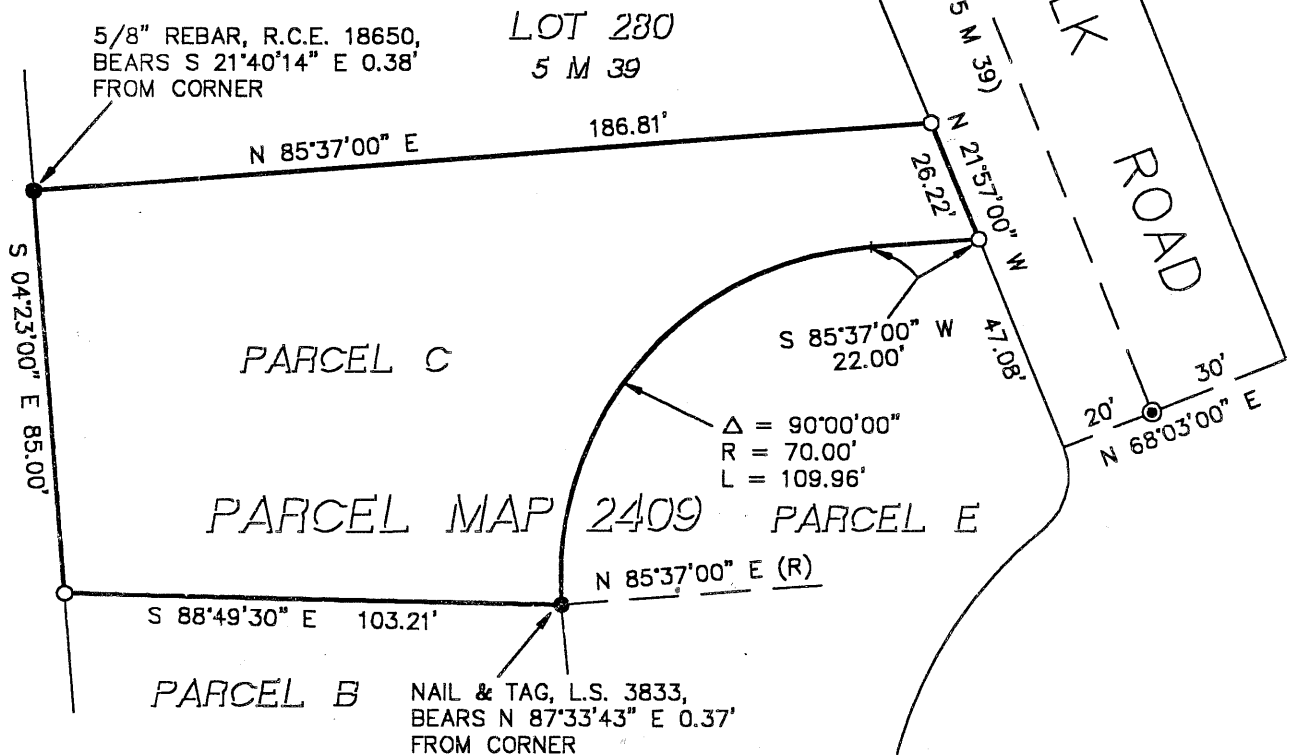 5/8" REBAR, R.C.E. 18650,
BEARS S 21°40'14" E 0.38'
FROM CORNER
LOT 280
5 M 39
5 M 39)
LK
ROAD
N 85°37'00" E
186.81'
N 21°57'00" W
26.22'
S 04°23'00" E 85.00'
PARCEL C
S 85°37'00" W
22.00'
47.08'
20'
30'
N 68°03'00" E
Δ = 90°00'00"
R = 70.00'
L = 109.96'
PARCEL MAP 2409
PARCEL E
N 85°37'00" E (R)
S 88°49'30" E 103.21'
PARCEL B
NAIL & TAG, L.S. 3833,
BEARS N 87°33'43" E 0.37'
FROM CORNER